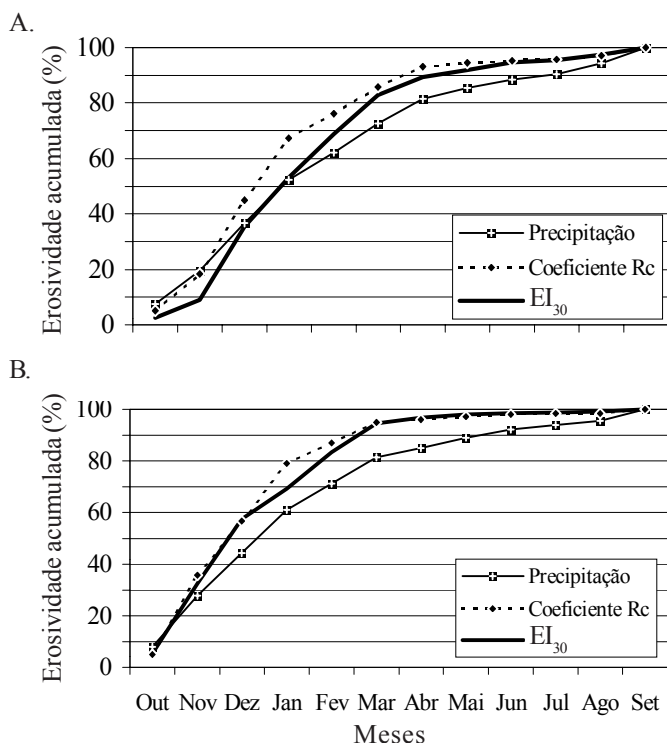 A.
Erosividade acumulada (%)
100
80
60
40
20
0
Precipitação
Coeficiente Rc
EI30
B.
Erosividade acumulada (%)
100
80
60
40
20
0
Precipitação
Coeficiente Rc
EI30
Out Nov Dez Jan Fev Mar Abr Mai Jun Jul Ago Set
Meses